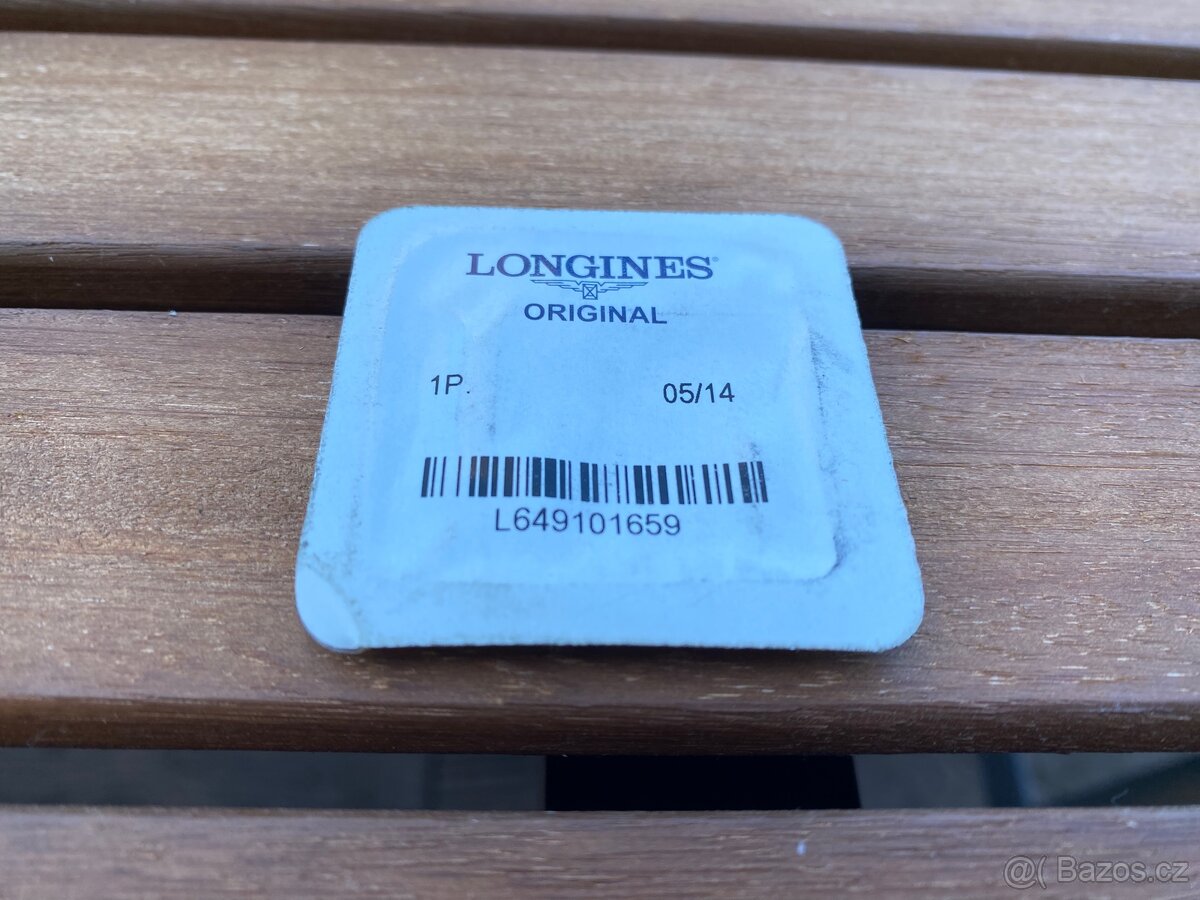 LONGINES
ORIGINAL
1P. 05/14
L649101659
@( Bazos.cz